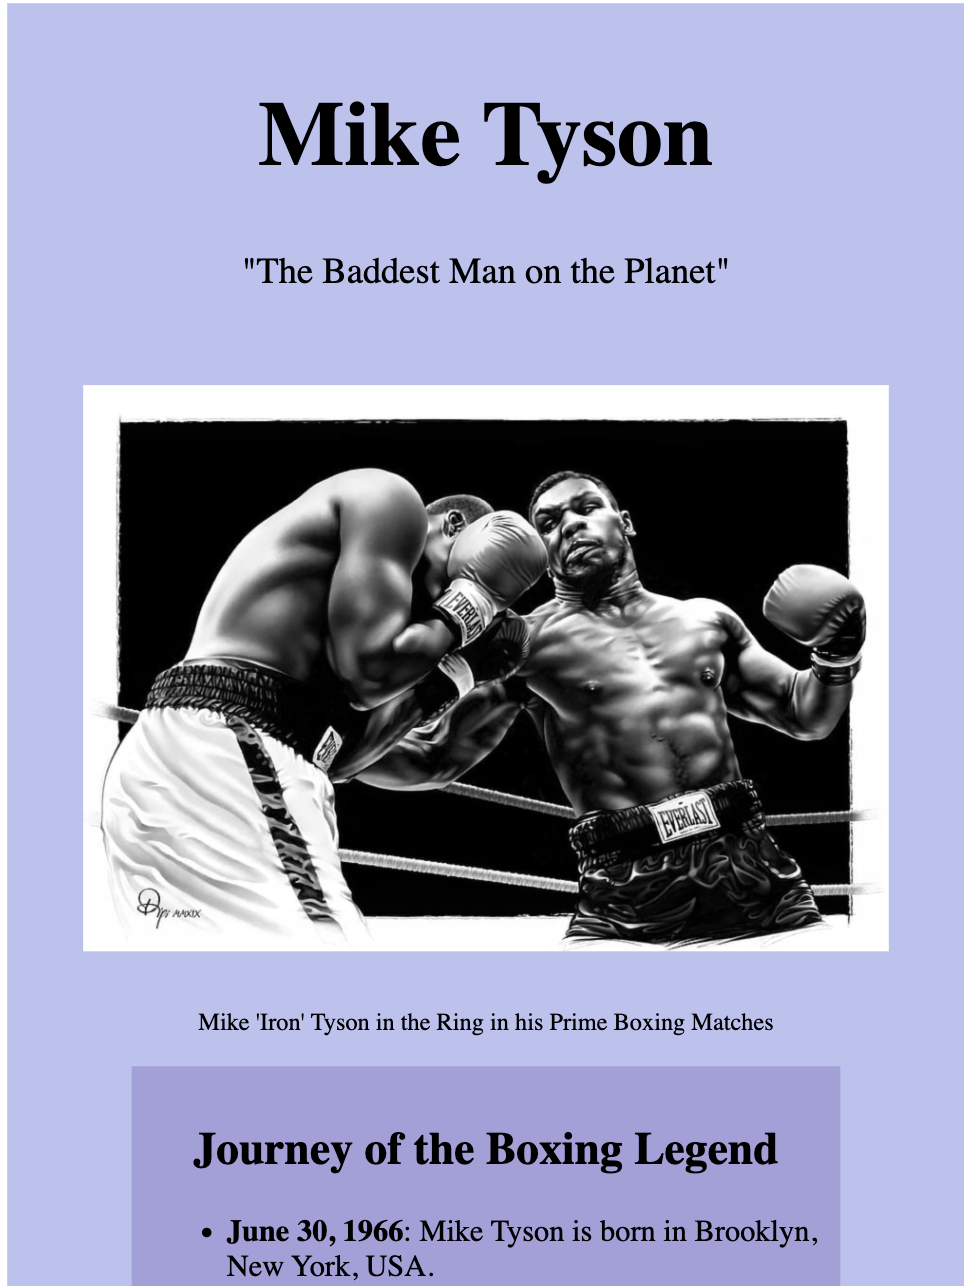 Mike Tyson
"The Baddest Man on the Planet"
EVERLAST
EVERLAST
MMXIX
Mike 'Iron' Tyson in the Ring in his Prime Boxing Matches
Journey of the Boxing Legend
• June 30, 1966: Mike Tyson is born in Brooklyn,
New York, USA.